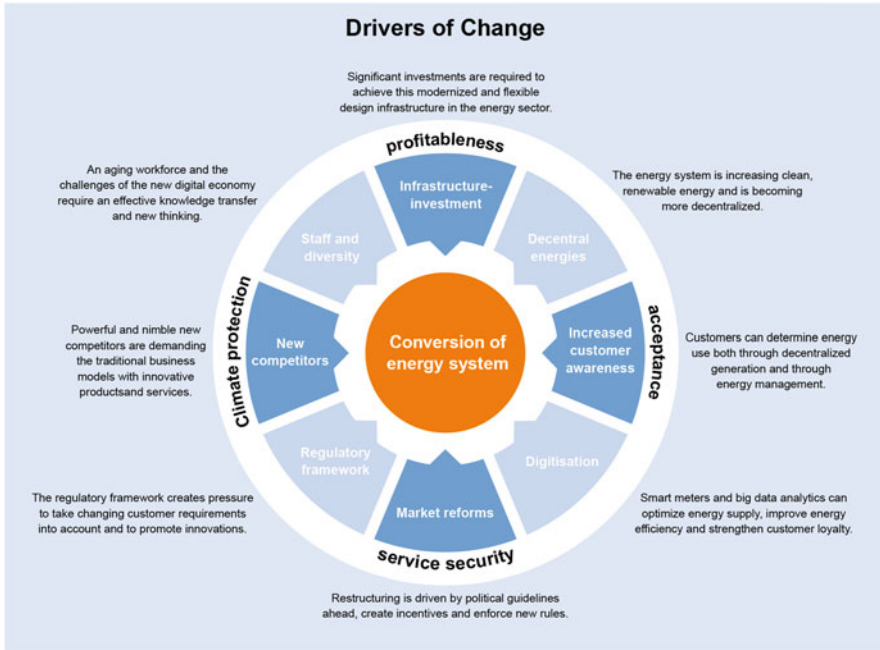 Drivers of Change
Significant investments are required to
achieve this modernized and flexible
design infrastructure in the energy sector.
profitableness
An aging workforce and the
challenges of the new digital economy
require an effective knowledge transfer
and new thinking.
Infrastructure-
investment
The energy system is increasing clean,
renewable energy and is becoming
more decentralized.
Staff and
diversity
Decentral
energies
Climate protection
Powerful and nimble new
competitors are demanding
the traditional business
models with innovative
productsand services.
New
competitors
Conversion of
energy system
Increased
customer
awareness
acceptance
Customers can determine energy
use both through decentralized
generation and through
energy management.
Regulatory
framework
Digitisation
The regulatory framework creates pressure
to take changing customer requirements
into account and to promote innovations.
Market reforms
Smart meters and big data analytics can
optimize energy supply, improve energy
efficiency and strengthen customer loyalty.
service security
Restructuring is driven by political guidelines
ahead, create incentives and enforce new rules.